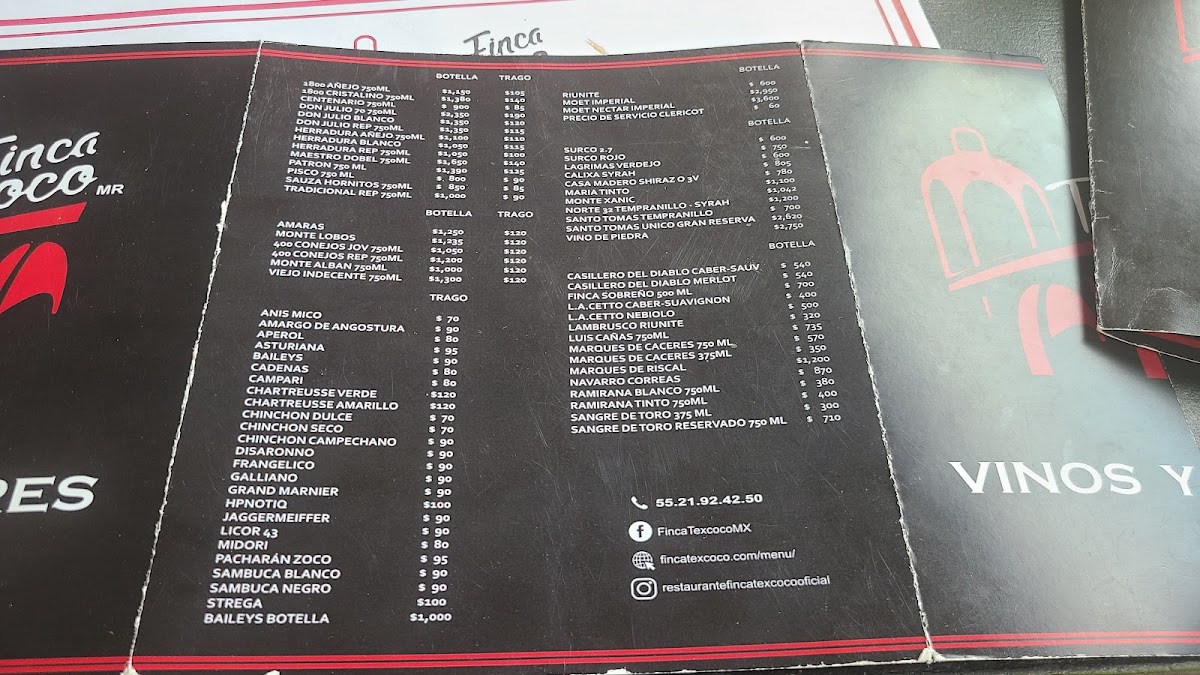 Finca
Finca
oco MR
RES
BOTELLA TRAGO
1800 AÑEJO 750ML $1,150 $105
1800 CRISTALINO 750ML $1,380 $140
CENTENARIO 750ML $ 900 $ 85
DON JULIO 70 750ML $2,350 $190
DON JULIO BLANCO $1,350 $120
DON JULIO REP 750ML $1,350 $115
HERRADURA AÑEJO 750ML $1,100 $110
HERRADURA BLANCO $1,050 $115
HERRADURA REP 750ML $1,050 $100
MAESTRO DOBEL 750ML $1,650 $140
PATRON 750 ML $1,390 $125
PISCO 750 ML $ 800 $ 90
SAUZA HORNITOS 750ML $ 850 $ 85
TRADICIONAL REP 750ML $1,000 $ 90
BOTELLA TRAGO
AMARAS $1,250 $120
MONTE LOBOS $1,235 $120
400 CONEJOS JOV 750ML $1,050 $120
400 CONEJOS REP 750ML $1,200 $120
MONTE ALBAN 750ML $1,000 $120
VIEJO INDECENTE 750ML $1,300 $120
TRAGO
ANIS MICO $ 70
AMARGO DE ANGOSTURA $ 90
APEROL $ 80
ASTURIANA $ 95
BAILEYS $ 90
CADENAS $ 80
CAMPARI $ 80
CHARTREUSSE VERDE $120
CHARTREUSSE AMARILLO $120
CHINCHON DULCE $ 70
CHINCHON SECO $ 70
CHINCHON CAMPECHANO $ 90
DISARONNO $ 90
FRANGELICO $ 90
GALLIANO $ 90
GRAND MARNIER $ 90
HPNOTIQ $100
JAGGERMEIFFER $ 90
LICOR 43 $ 90
MIDORI $ 80
PACHARÁN ZOCO $ 95
SAMBUCA BLANCO $ 90
SAMBUCA NEGRO $ 90
STREGA $100
BAILEYS BOTELLA $1,000
BOTELLA
RIUNITE $ 600
MOET IMPERIAL $2,950
MOET NECTAR IMPERIAL $3,600
PRECIO DE SERVICIO CLERICOT $ 60
BOTELLA
SURCO 2.7 $ 600
SURCO ROJO $ 750
LAGRIMAS VERDEJO $ 600
CALIXA SYRAH $ 805
CASA MADERO SHIRAZ O 3V $ 780
MARIA TINTO $1,100
MONTE XANIC $1,042
NORTE 32 TEMPRANILLO - SYRAH $1,200
SANTO TOMAS TEMPRANILLO $ 700
SANTO TOMAS UNICO GRAN RESERVA $2,620
VINO DE PIEDRA $2,750
BOTELLA
CASILLERO DEL DIABLO CABER-SAUV $ 540
CASILLERO DEL DIABLO MERLOT $ 540
FINCA SOBREÑO 500 ML $ 700
L.A.CETTO CABER-SUAVIGNON $ 400
L.A.CETTO NEBIOLO $ 500
LAMBRUSCO RIUNITE $ 320
LUIS CAÑAS 750ML $ 735
MARQUES DE CACERES 750 ML $ 570
MARQUES DE CACERES 375ML $ 350
MARQUES DE RISCAL $1,200
NAVARRO CORREAS $ 870
RAMIRANA BLANCO 750ML $ 380
RAMIRANA TINTO 750ML $ 400
SANGRE DE TORO 375 ML $ 300
SANGRE DE TORO RESERVADO 750 ML $ 710
55.21.92.42.50
FincaTexcocoMX
fincatexcoco.com/menu/
restaurantefincatexcocooficial
VINOS Y